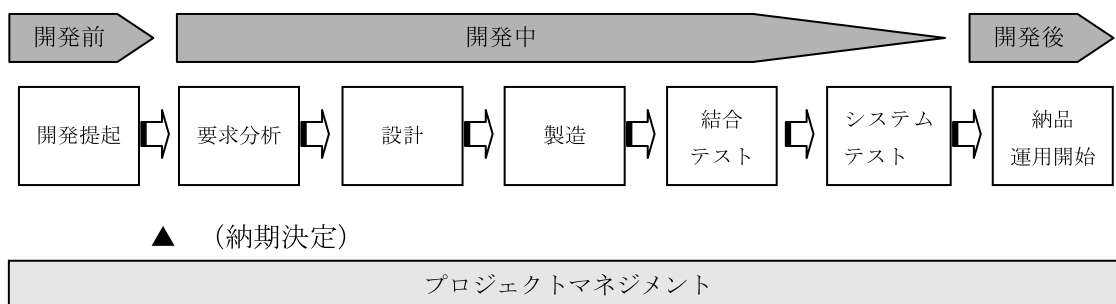 開発前
開発中
開発後
開発提起
要求分析
設計
製造
結合
テスト
システム
テスト
納品
運用開始
▲ （納期決定）
プロジェクトマネジメント